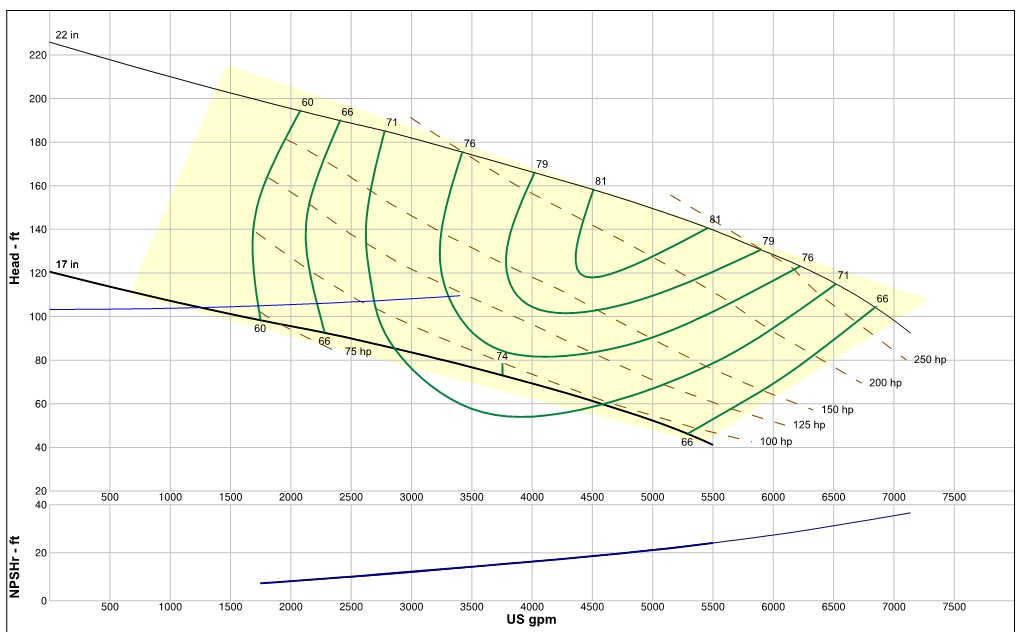 22 in
60
66
71
76
79
81
81
79
76
71
66
17 in
60
66
75 hp
74
66
100 hp
125 hp
150 hp
200 hp
250 hp
Head - ft
220
200
180
160
140
120
100
80
60
40
20
500 1000 1500 2000 2500 3000 3500 4000 4500 5000 5500 6000 6500 7000 7500
NPSHr - ft
40
20
0
500 1000 1500 2000 2500 3000 3500 4000 4500 5000 5500 6000 6500 7000 7500
US gpm